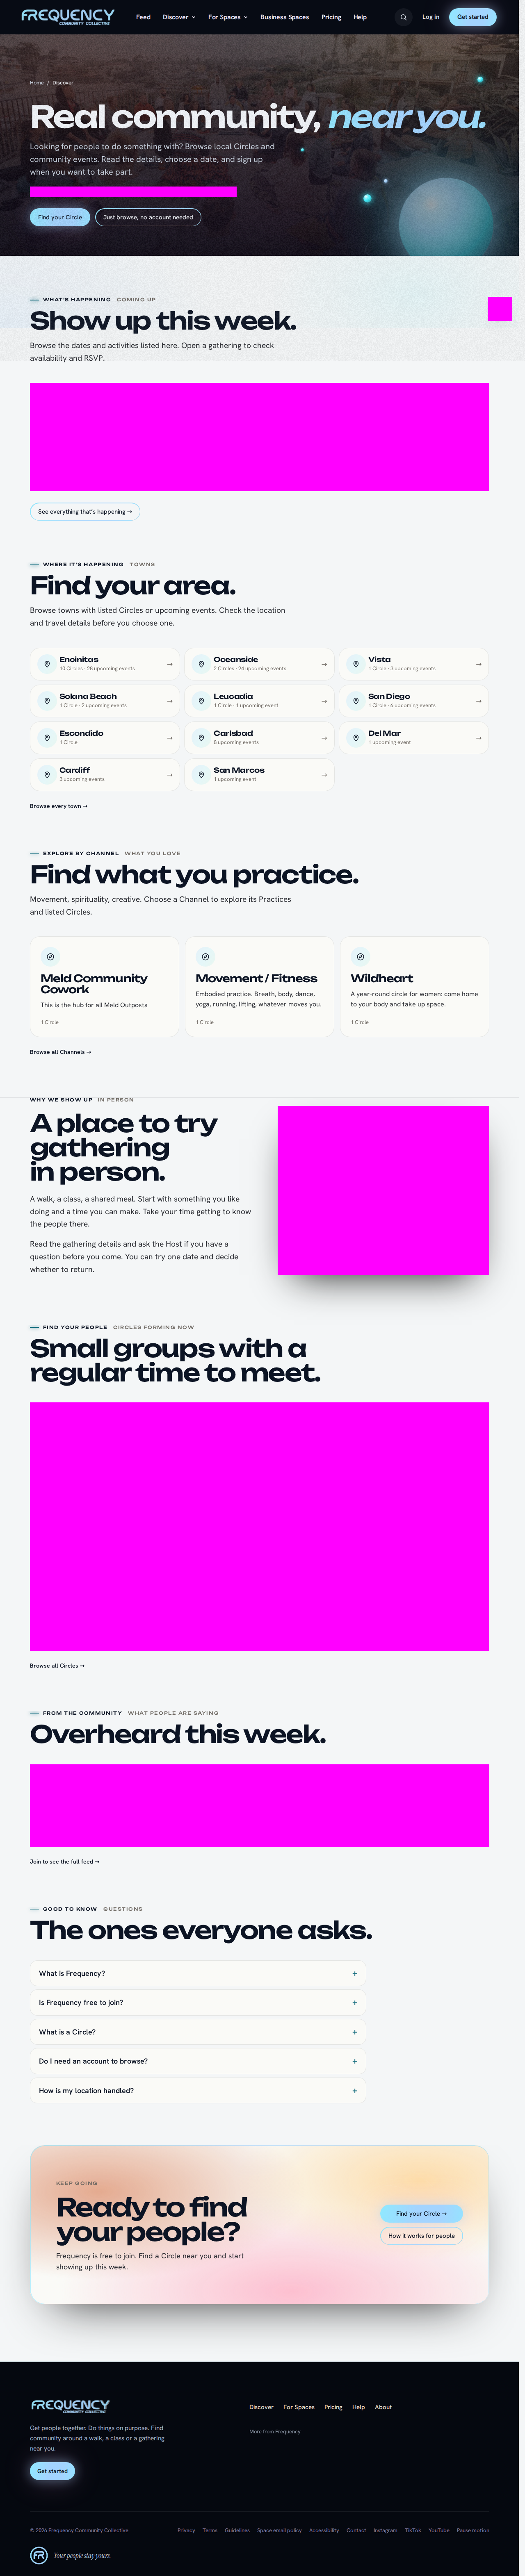 FREQUENCY
COMMUNITY COLLECTIVE
Feed Discover For Spaces Business Spaces Pricing Help Log in Get started
Home / Discover
Real community, near you.
Looking for people to do something with? Browse local Circles and
community events. Read the details, choose a date, and sign up
when you want to take part.
Find your Circle Just browse, no account needed
WHAT'S HAPPENING COMING UP
Show up this week.
Browse the dates and activities listed here. Open a gathering to check
availability and RSVP.
See everything that's happening →
WHERE IT'S HAPPENING TOWNS
Find your area.
Browse towns with listed Circles or upcoming events. Check the location
and travel details before you choose one.
Encinitas
10 Circles · 28 upcoming events
→
Oceanside
2 Circles · 24 upcoming events
→
Vista
1 Circle · 3 upcoming events
→
Solana Beach
1 Circle · 2 upcoming events
→
Leucadia
1 Circle · 1 upcoming event
→
San Diego
1 Circle · 6 upcoming events
→
Escondido
1 Circle
→
Carlsbad
8 upcoming events
→
Del Mar
1 upcoming event
→
Cardiff
3 upcoming events
→
San Marcos
1 upcoming event
→
Browse every town →
EXPLORE BY CHANNEL WHAT YOU LOVE
Find what you practice.
Movement, spirituality, creative. Choose a Channel to explore its Practices
and listed Circles.
Meld Community
Cowork
This is the hub for all Meld Outposts
1 Circle
Movement / Fitness
Embodied practice. Breath, body, dance,
yoga, running, lifting, whatever moves you.
1 Circle
Wildheart
A year-round circle for women: come home
to your body and take up space.
1 Circle
Browse all Channels →
WHY WE SHOW UP IN PERSON
A place to try
gathering
in person.
A walk, a class, a shared meal. Start with something you like
doing and a time you can make. Take your time getting to know
the people there.
Read the gathering details and ask the Host if you have a
question before you come. You can try one date and decide
whether to return.
FIND YOUR PEOPLE CIRCLES FORMING NOW
Small groups with a
regular time to meet.
Browse all Circles →
FROM THE COMMUNITY WHAT PEOPLE ARE SAYING
Overheard this week.
Join to see the full feed →
GOOD TO KNOW QUESTIONS
The ones everyone asks.
What is Frequency? +
Is Frequency free to join? +
What is a Circle? +
Do I need an account to browse? +
How is my location handled? +
KEEP GOING
Ready to find
your people?
Frequency is free to join. Find a Circle near you and start
showing up this week.
Find your Circle →
How it works for people
FREQUENCY
COMMUNITY COLLECTIVE
Get people together. Do things on purpose. Find
community around a walk, a class or a gathering
near you.
Get started
Discover For Spaces Pricing Help About
More from Frequency
© 2026 Frequency Community Collective
Privacy Terms Guidelines Space email policy Accessibility Contact Instagram TikTok YouTube Pause motion
FR Your people stay yours.